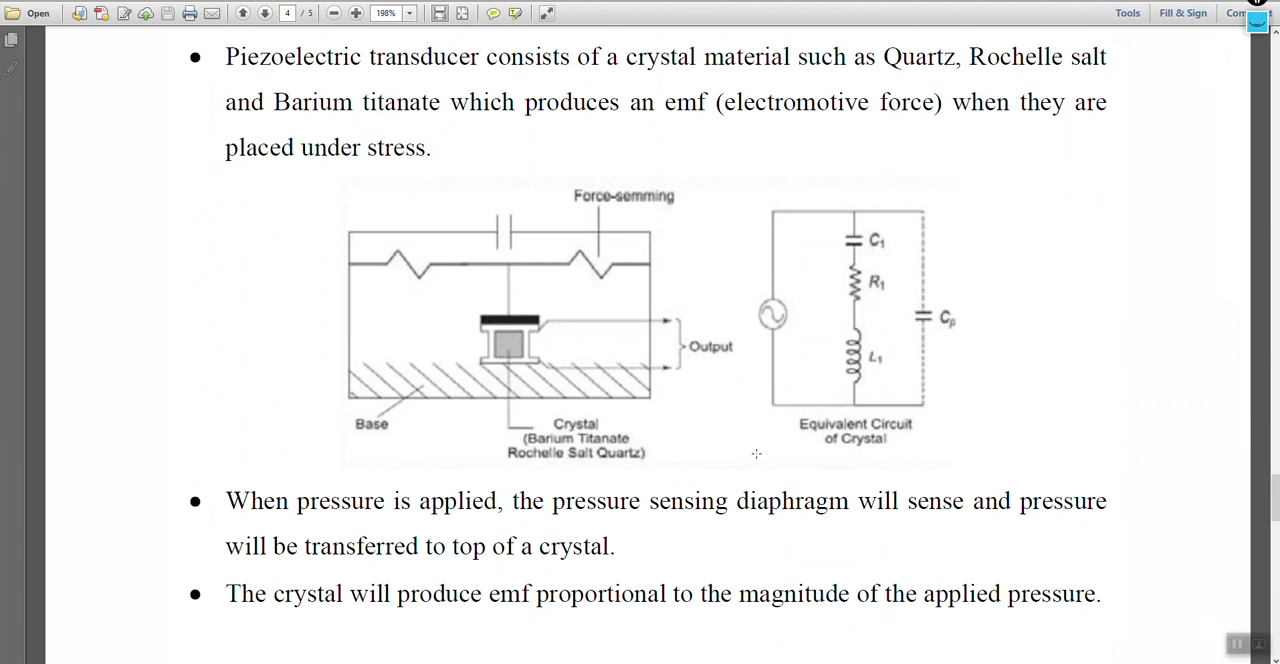 Open 4 / 5 198% Tools Fill & Sign
● Piezoelectric transducer consists of a crystal material such as Quartz, Rochelle salt
and Barium titanate which produces an emf (electromotive force) when they are
placed under stress.
Force-semming
C1
R1
Cp
Output
L1
Base
Crystal
(Barium Titanate
Rochelle Salt Quartz)
Equivalent Circuit
of Crystal
● When pressure is applied, the pressure sensing diaphragm will sense and pressure
will be transferred to top of a crystal.
● The crystal will produce emf proportional to the magnitude of the applied pressure.